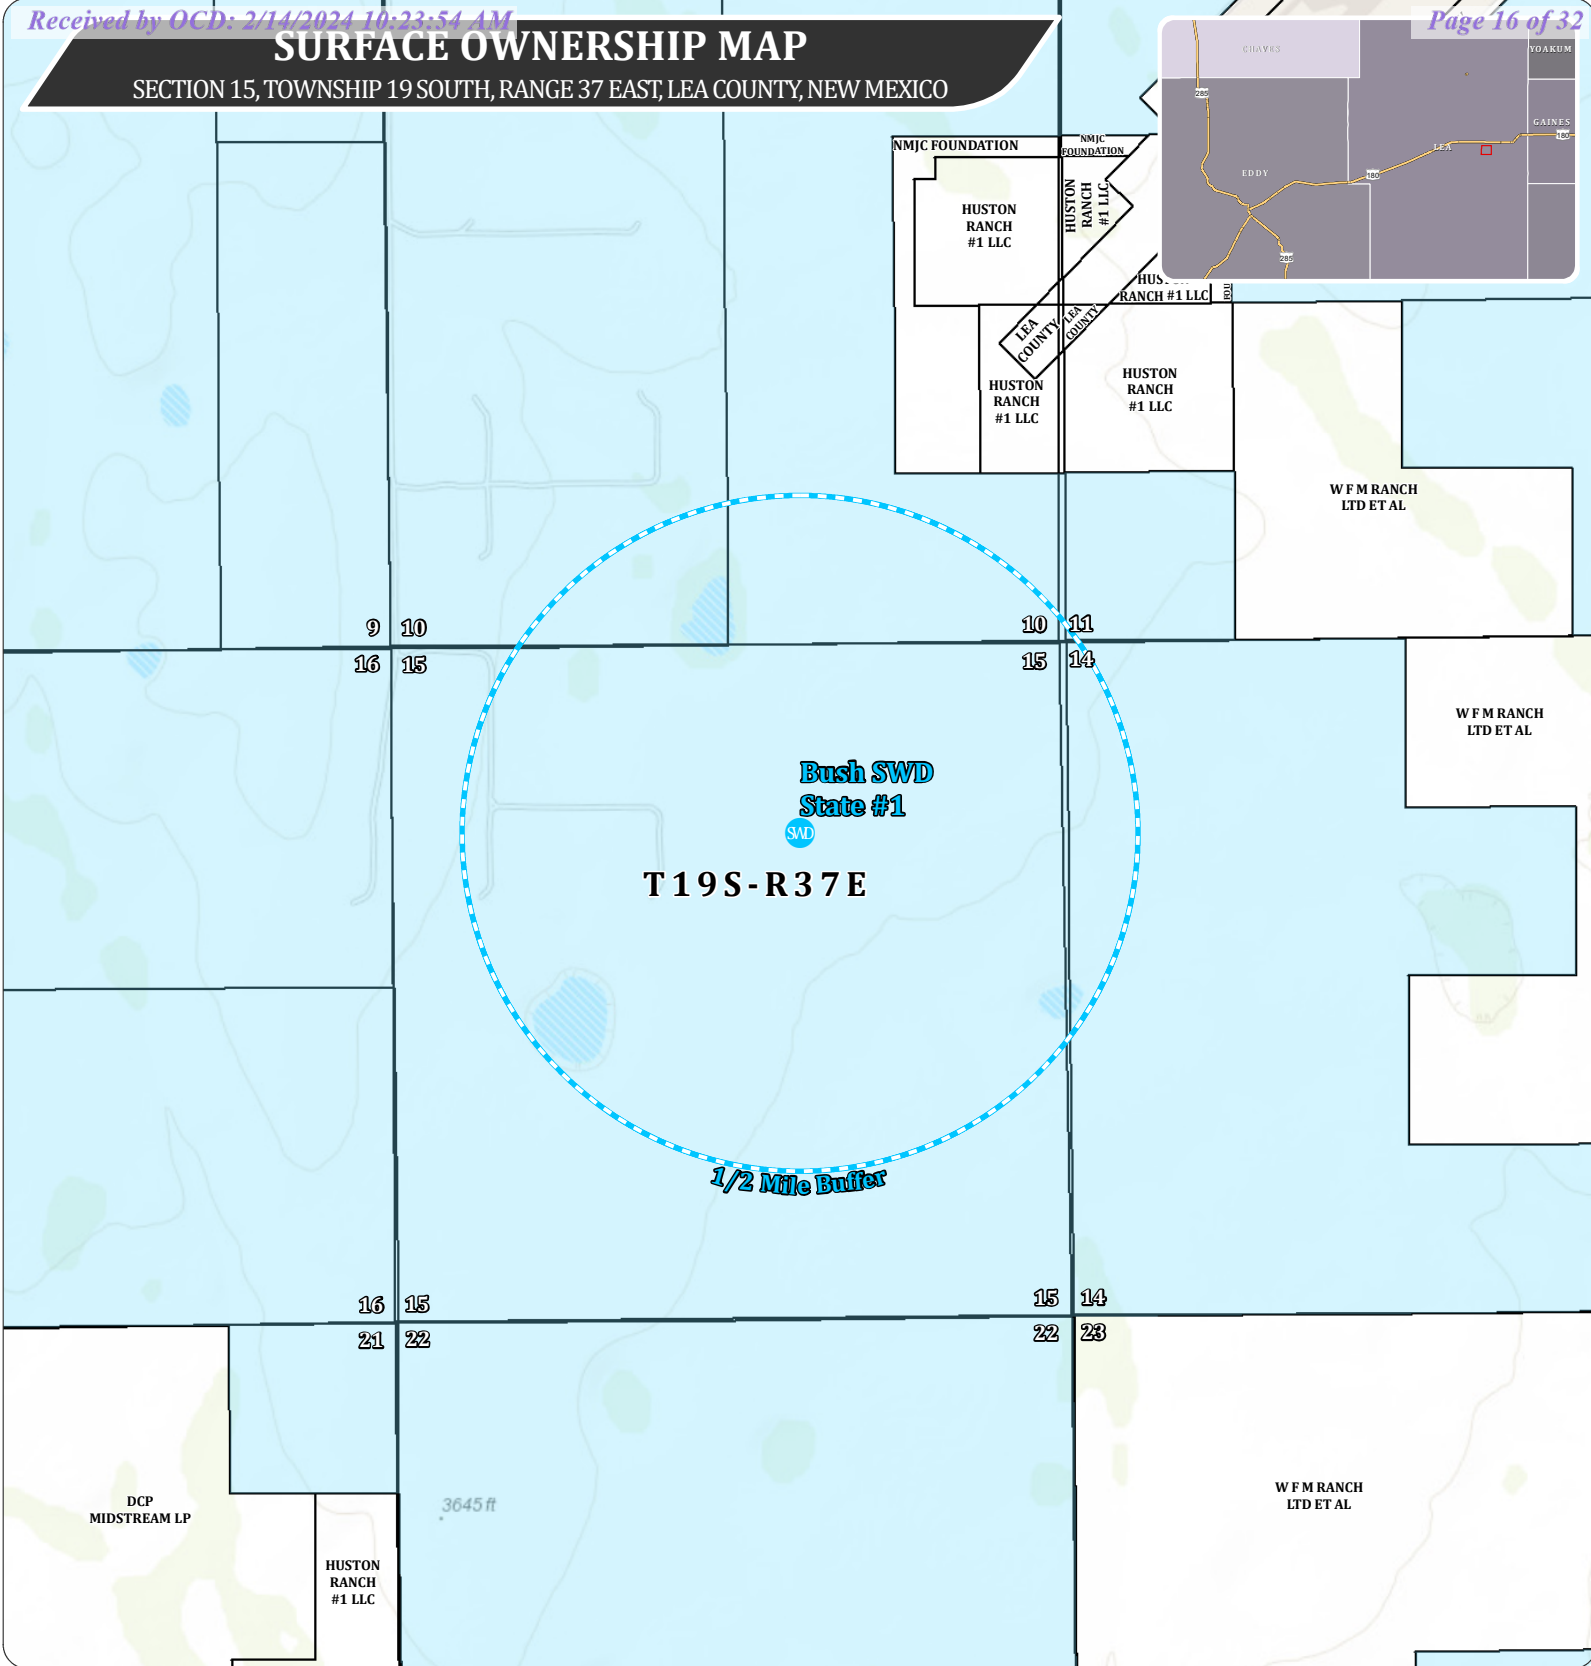 Received by OCD: 2/14/2024 10:23:54 AM
Page 16 of 32
SURFACE OWNERSHIP MAP
SECTION 15, TOWNSHIP 19 SOUTH, RANGE 37 EAST, LEA COUNTY, NEW MEXICO
CHAVES
YOAKUM
285
GAINES
180
LEA
EDDY
180
285
NMJC FOUNDATION
NMJC
FOUNDATION
HUSTON
RANCH
#1 LLC
HUSTON
RANCH
#1 LLC
RANCH #1 LLC
LEA
COUNTY
LEA
COUNTY
HUSTON
RANCH
#1 LLC
HUSTON
RANCH
#1 LLC
W F M RANCH
LTD ET AL
9 10
10 11
16 15
15 14
W F M RANCH
LTD ET AL
Bush SWD
State #1
SWD
T19S-R37E
1/2 Mile Buffer
16 15
15 14
21 22
22 23
3645 ft
DCP
MIDSTREAM LP
HUSTON
RANCH
#1 LLC
W F M RANCH
LTD ET AL